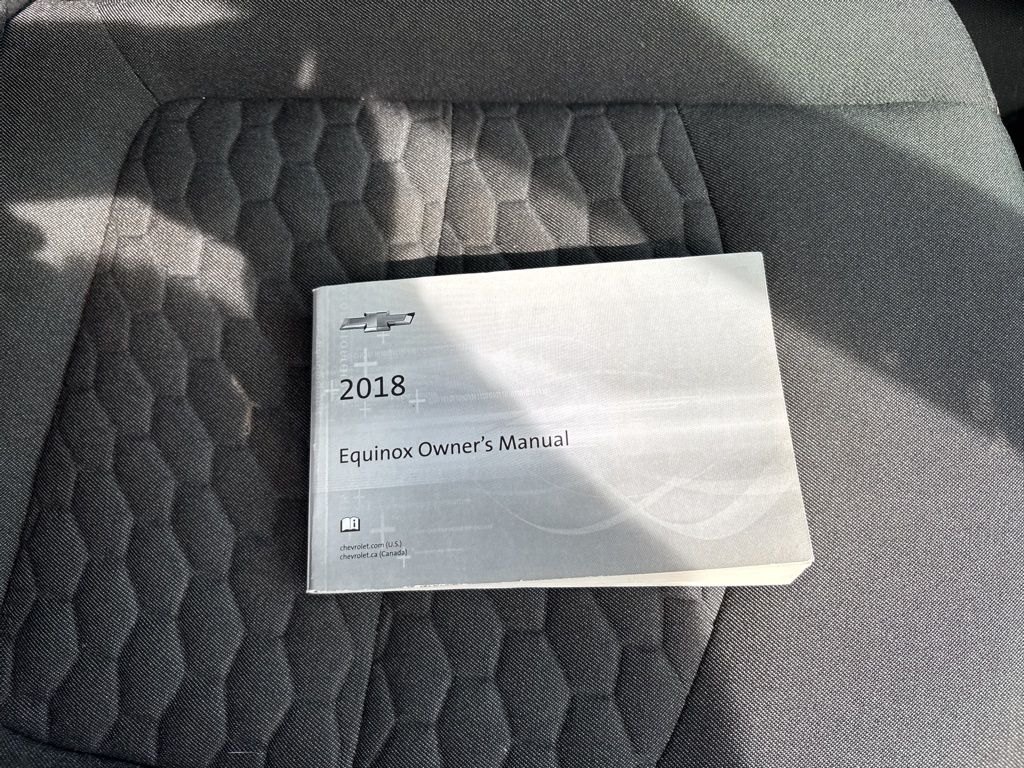 2018
Equinox Owner's Manual
chevrolet.com (U.S.)
chevrolet.ca (Canada)